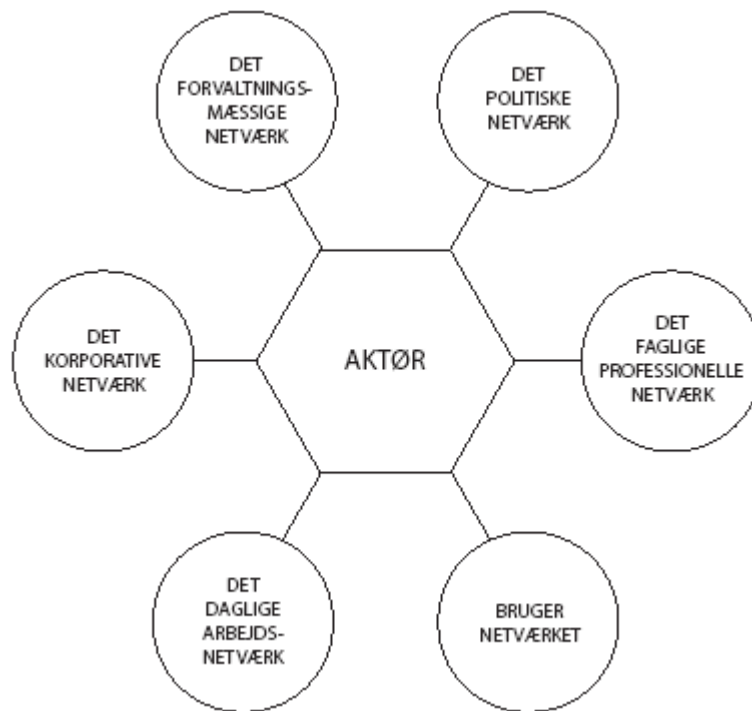 DET
FORVALTNINGS-
MÆSSIGE
NETVÆRK
DET
POLITISKE
NETVÆRK
DET
KORPORATIVE
NETVÆRK
AKTØR
DET
FAGLIGE
PROFESSIONELLE
NETVÆRK
DET
DAGLIGE
ARBEJDS-
NETVÆRK
BRUGER
NETVÆRKET